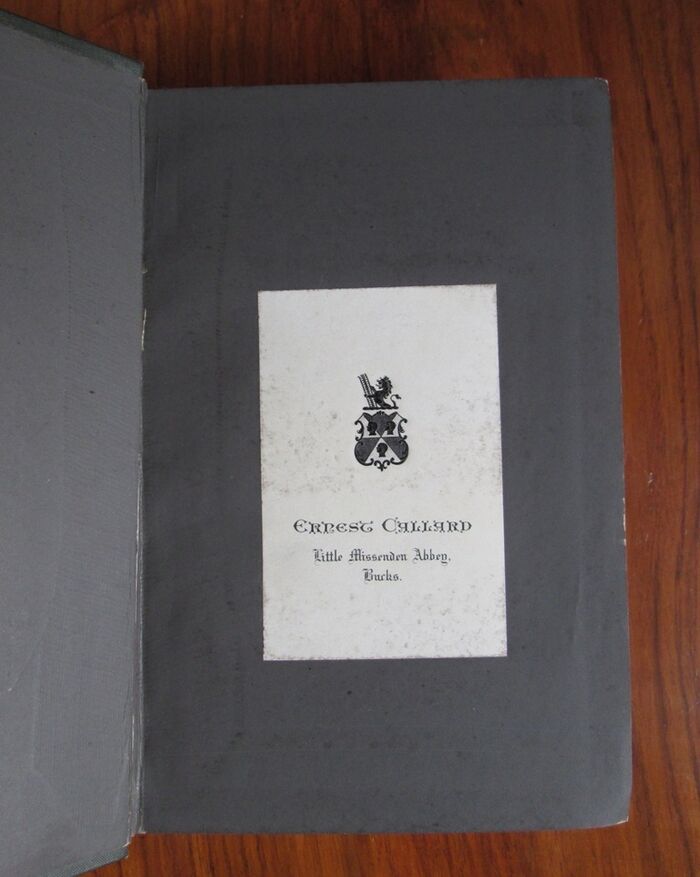 Ernest Callard
Little Missenden Abbey,
Bucks.